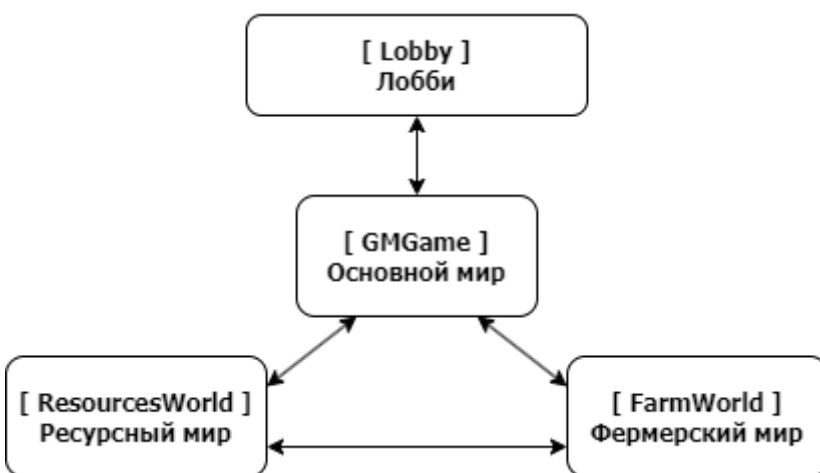 [ Lobby ]
Лобби
[ GMGame ]
Основной мир
[ ResourcesWorld ]
Ресурсный мир
[ FarmWorld ]
Фермерский мир